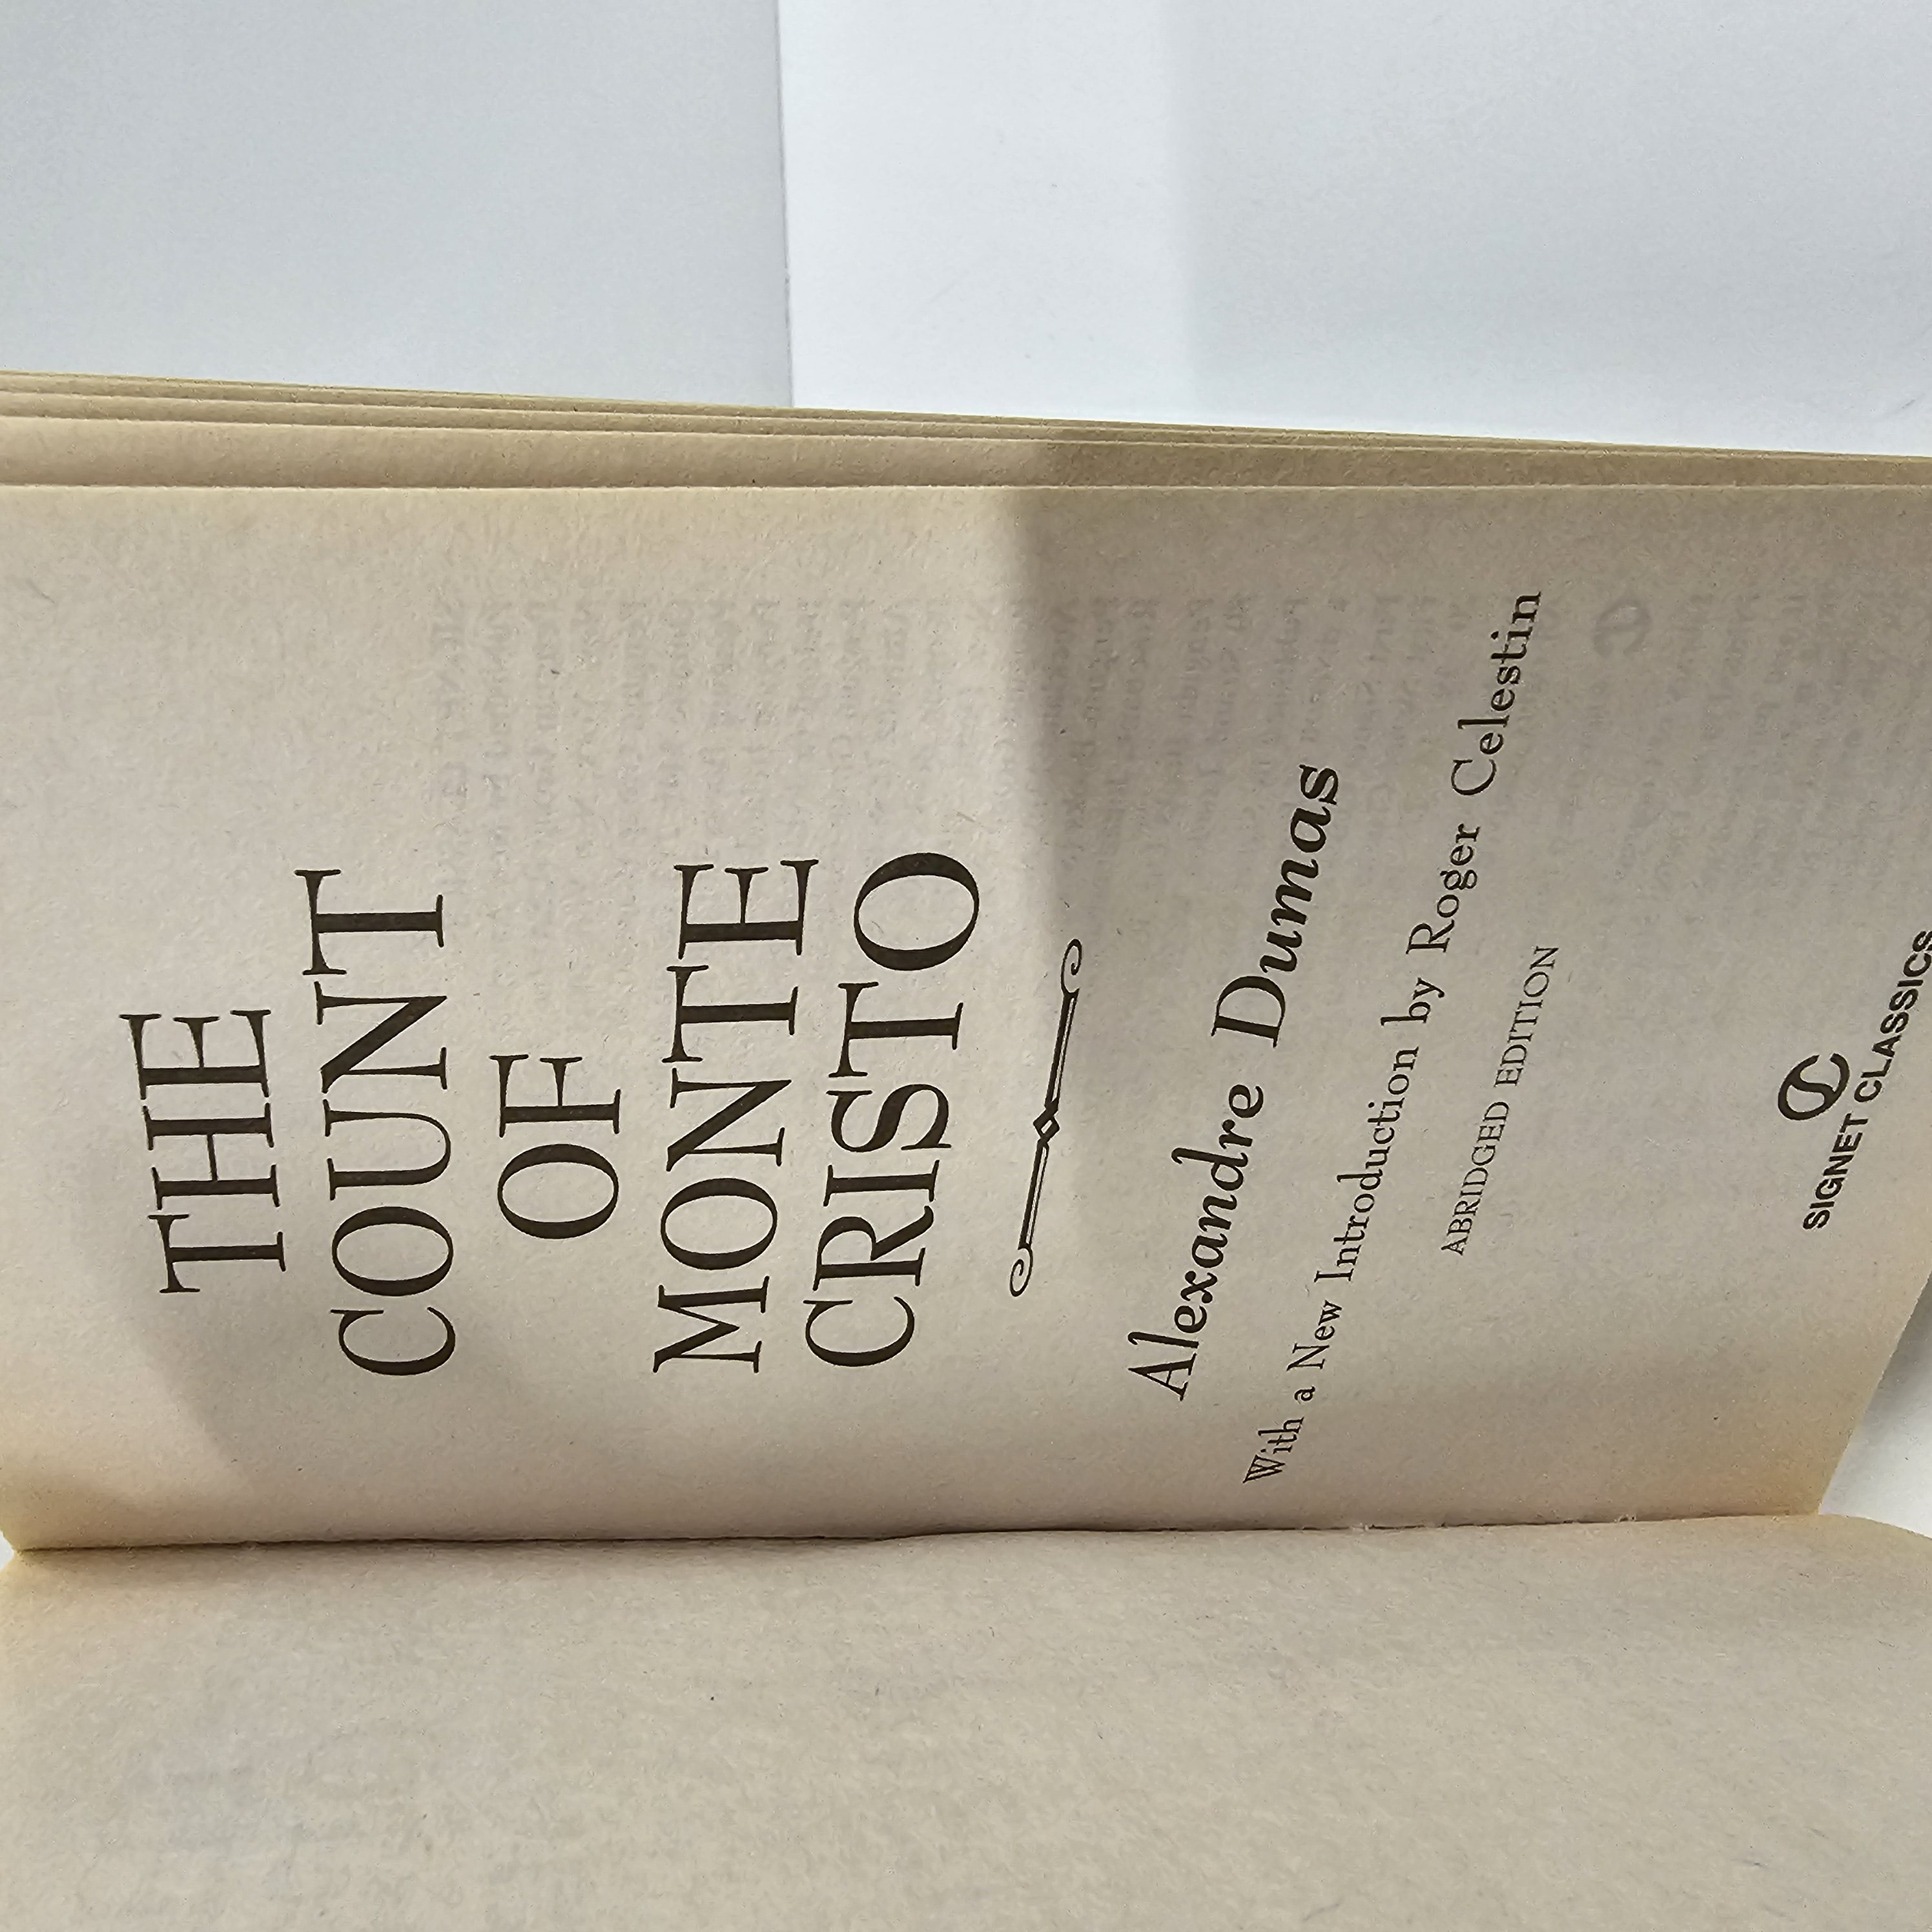 THE
COUNT
OF
MONTE
CRISTO
Alexandre Dumas
With a New Introduction by Roger Celestin
ABRIDGED EDITION
SIGNET CLASSICS